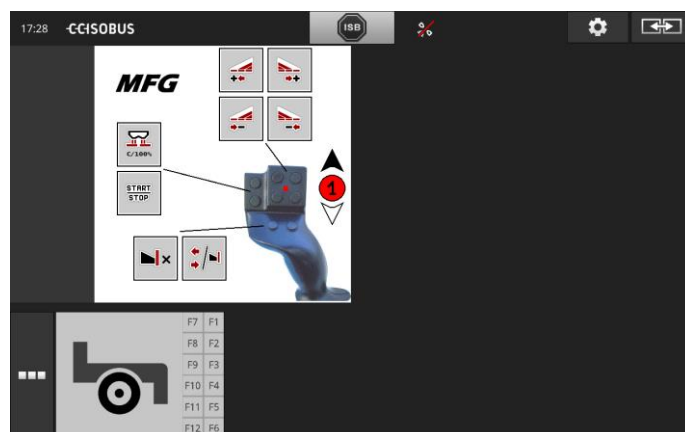 17:28
CCISOBUS
ISB
MFG
C/100%
START
STOP
1
F7 F1
F8 F2
F9 F3
F10 F4
F11 F5
F12 F6